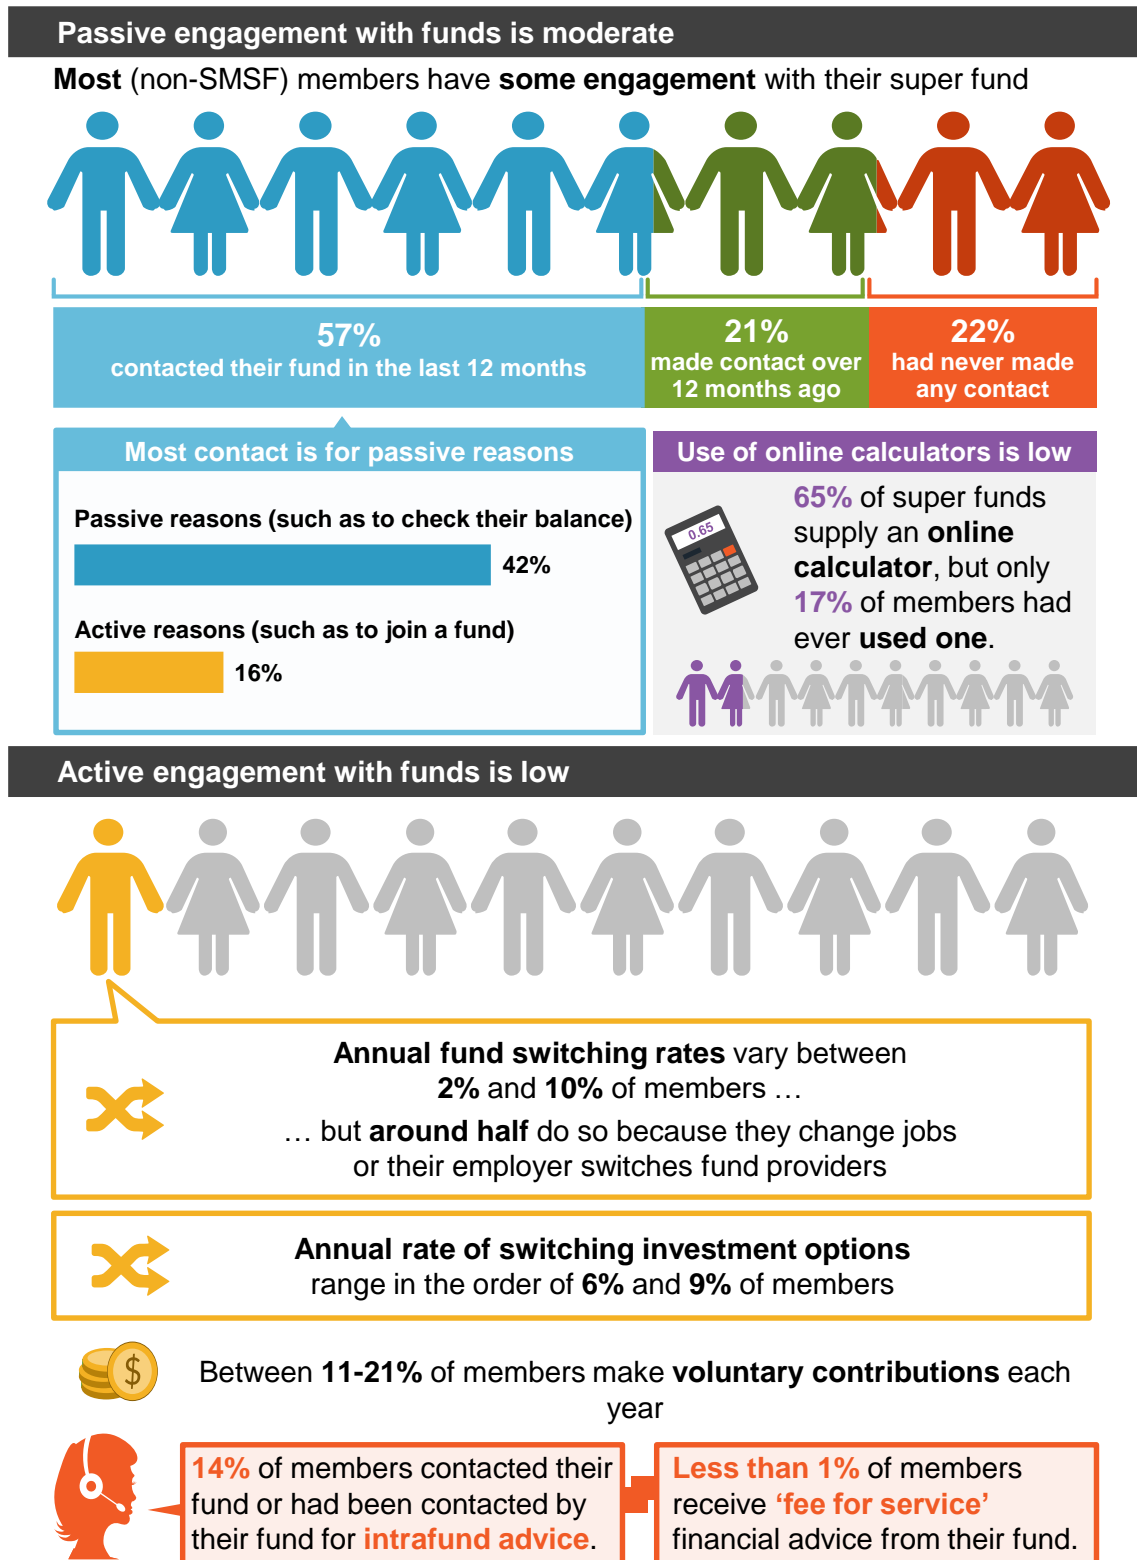 Passive engagement with funds is moderate
Most (non-SMSF) members have some engagement with their super fund
57%
contacted their fund in the last 12 months
21%
made contact over
12 months ago
22%
had never made
any contact
Most contact is for passive reasons
Passive reasons (such as to check their balance)
42%
Active reasons (such as to join a fund)
16%
Use of online calculators is low
0.65
65% of super funds
supply an online
calculator, but only
17% of members had
ever used one.
Active engagement with funds is low
Annual fund switching rates vary between
2% and 10% of members …
… but around half do so because they change jobs
or their employer switches fund providers
Annual rate of switching investment options
range in the order of 6% and 9% of members
$
Between 11-21% of members make voluntary contributions each
year
14% of members contacted their
fund or had been contacted by
their fund for intrafund advice.
Less than 1% of members
receive ‘fee for service’
financial advice from their fund.